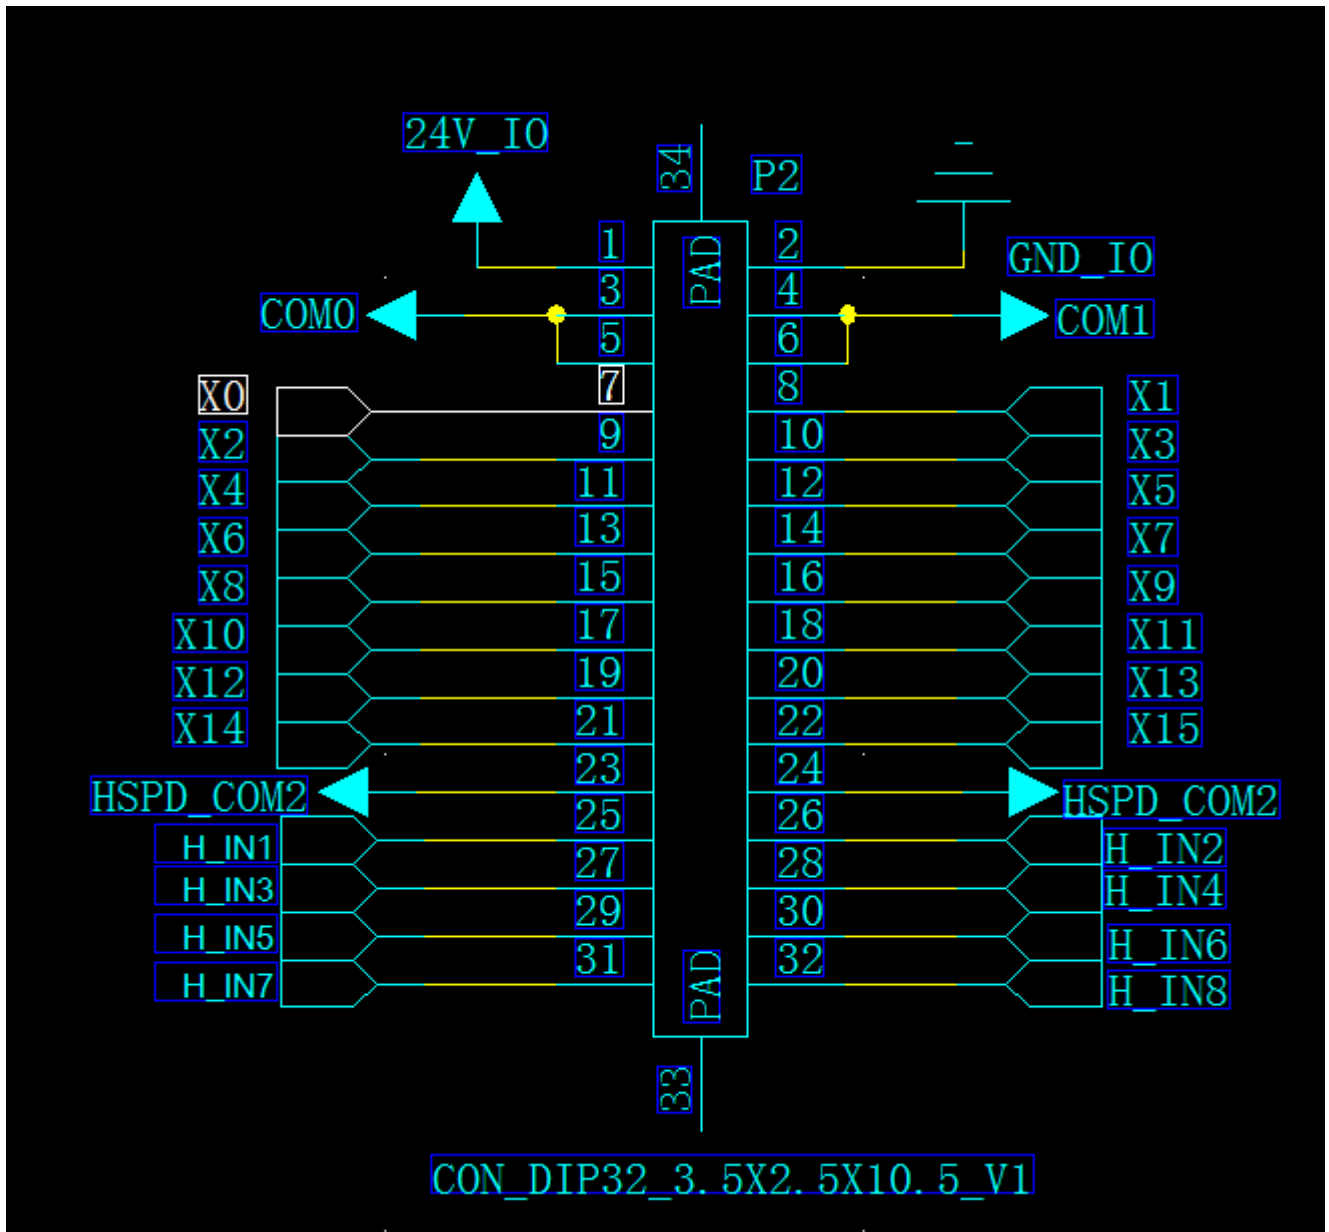 24V_IO
34
P2
1
PAD
2
GND_IO
3
4
COM0
COM1
5
6
X0
7
8
X1
X2
9
10
X3
X4
11
12
X5
X6
13
14
X7
X8
15
16
X9
X10
17
18
X11
X12
19
20
X13
X14
21
22
X15
23
24
HSPD_COM2
HSPD_COM2
25
26
H_IN1
H_IN2
27
28
H_IN3
H_IN4
29
30
H_IN5
H_IN6
31
32
H_IN7
PAD
H_IN8
33
CON_DIP32_3.5X2.5X10.5_V1